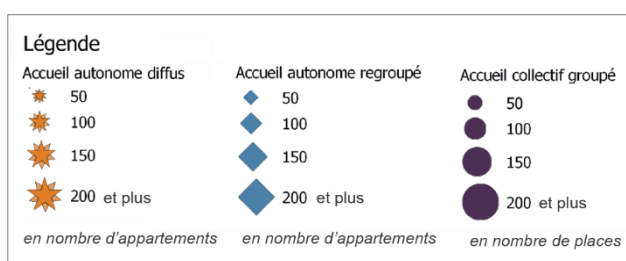 Légende
Accueil autonome diffus
50
100
150
200 et plus
en nombre d'appartements
Accueil autonome regroupé
50
100
150
200 et plus
en nombre d'appartements
Accueil collectif groupé
50
100
150
200 et plus
en nombre de places